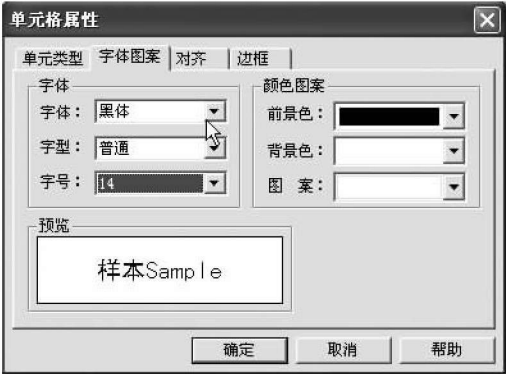 单元格属性
单元类型 字体图案 对齐 边框
字体
字体： 黑体
字型： 普通
字号： 14
颜色图案
前景色：
背景色：
图 案：
预览
样本Sample
确定 取消 帮助